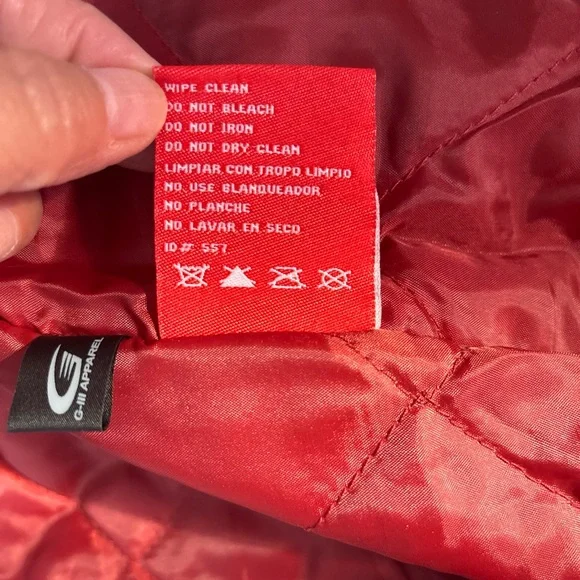 WIPE CLEAN
DO NOT BLEACH
DO NOT IRON
DO NOT DRY CLEAN
LIMPIAR CON TROPO LIMPIO
NO USE BLANQUEADOR
NO PLANCHE
NO LAVAR EN SECO
ID# 557
G-III APPAREL